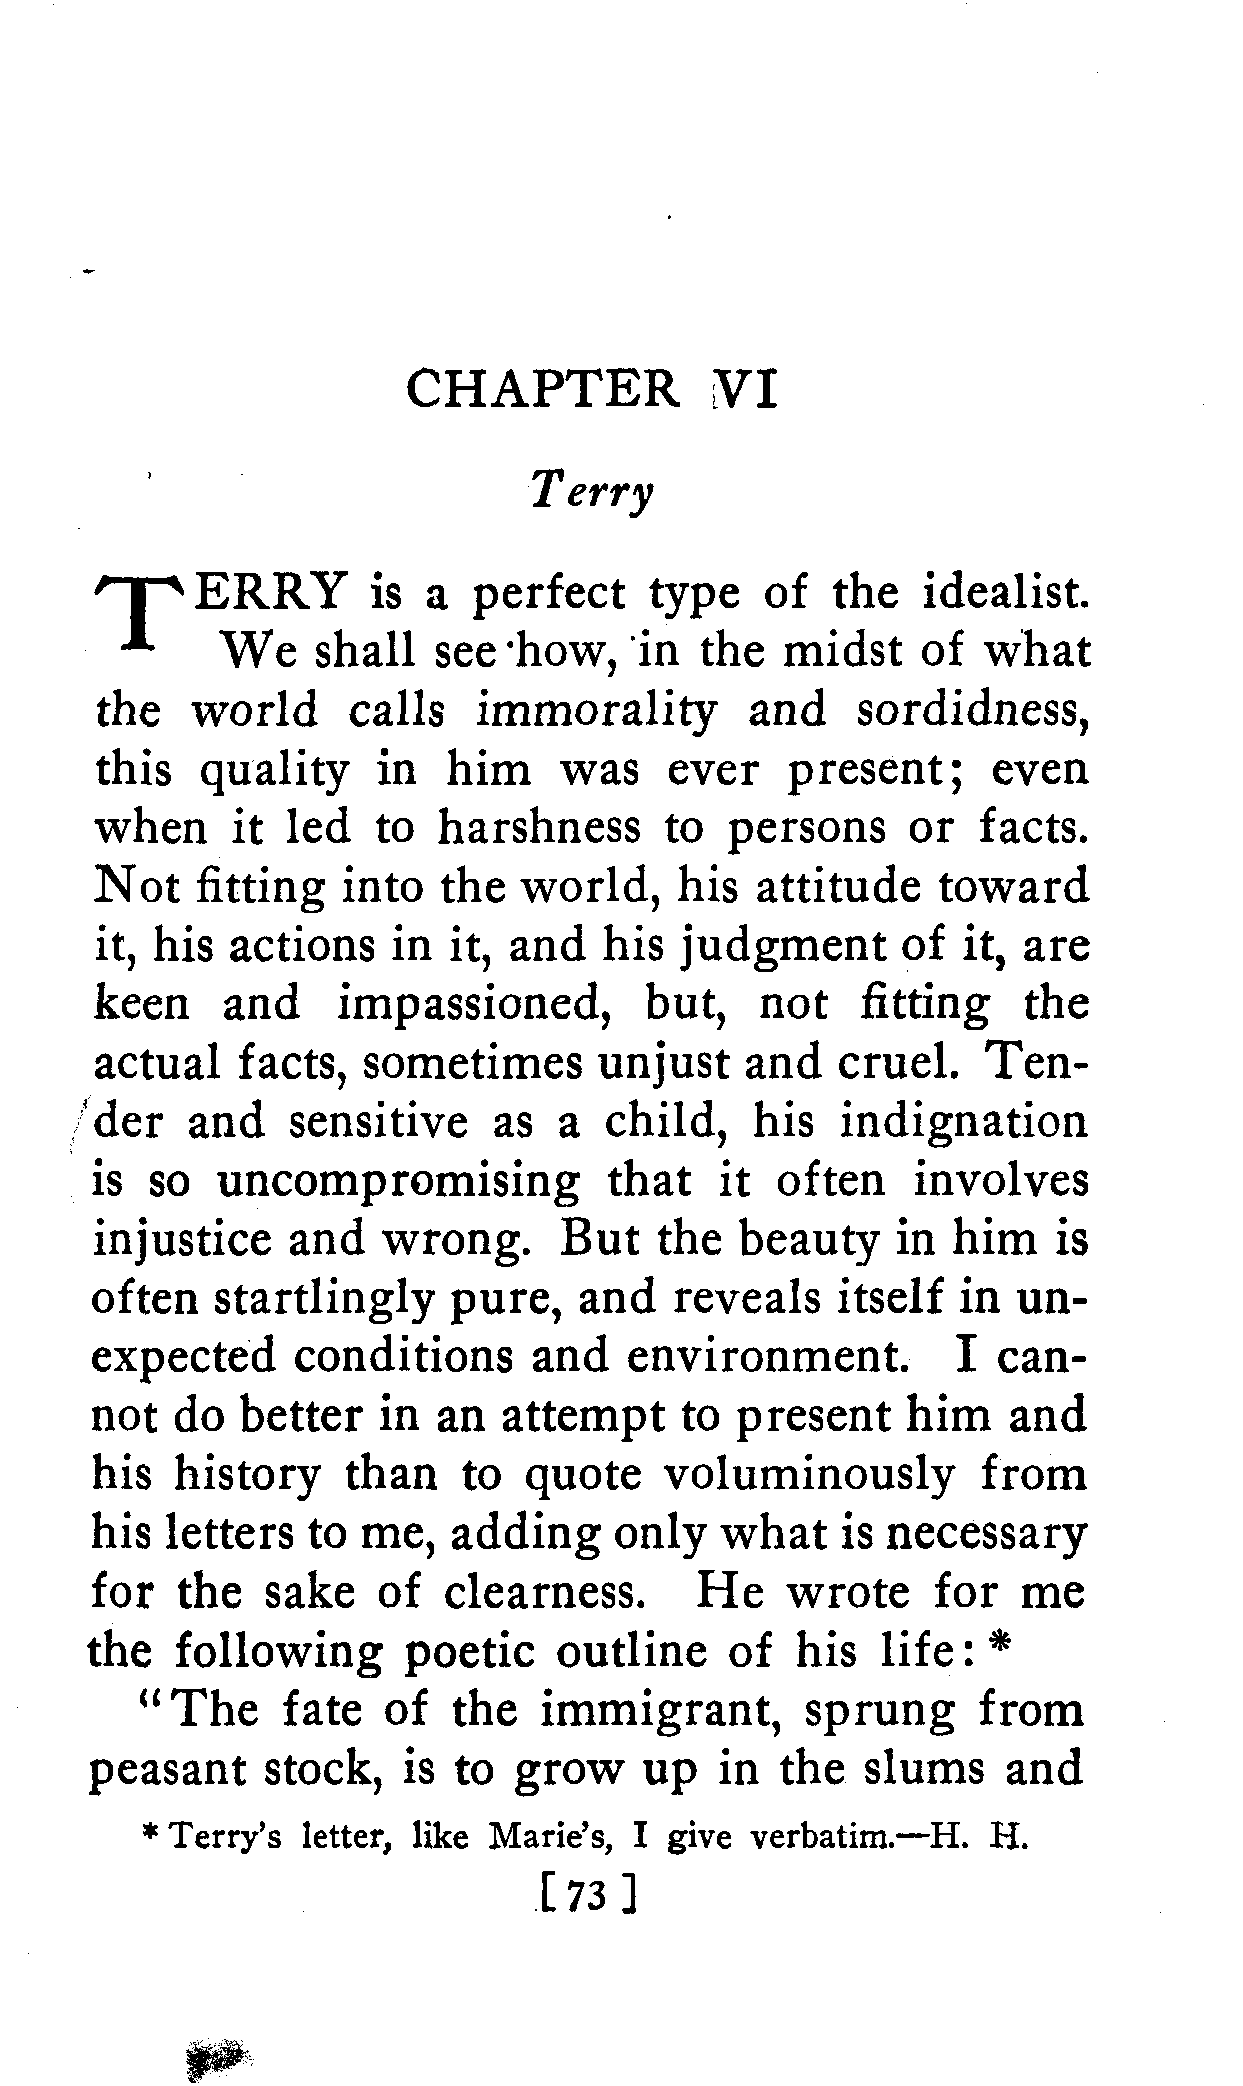 CHAPTER VI
Terry
TERRY is a perfect type of the idealist.
We shall see how, in the midst of what
the world calls immorality and sordidness,
this quality in him was ever present; even
when it led to harshness to persons or facts.
Not fitting into the world, his attitude toward
it, his actions in it, and his judgment of it, are
keen and impassioned, but, not fitting the
actual facts, sometimes unjust and cruel. Ten-
der and sensitive as a child, his indignation
is so uncompromising that it often involves
injustice and wrong. But the beauty in him is
often startlingly pure, and reveals itself in un-
expected conditions and environment. I can-
not do better in an attempt to present him and
his history than to quote voluminously from
his letters to me, adding only what is necessary
for the sake of clearness. He wrote for me
the following poetic outline of his life: *
"The fate of the immigrant, sprung from
peasant stock, is to grow up in the slums and
* Terry's letter, like Marie's, I give verbatim.—H. H.
[ 73 ]